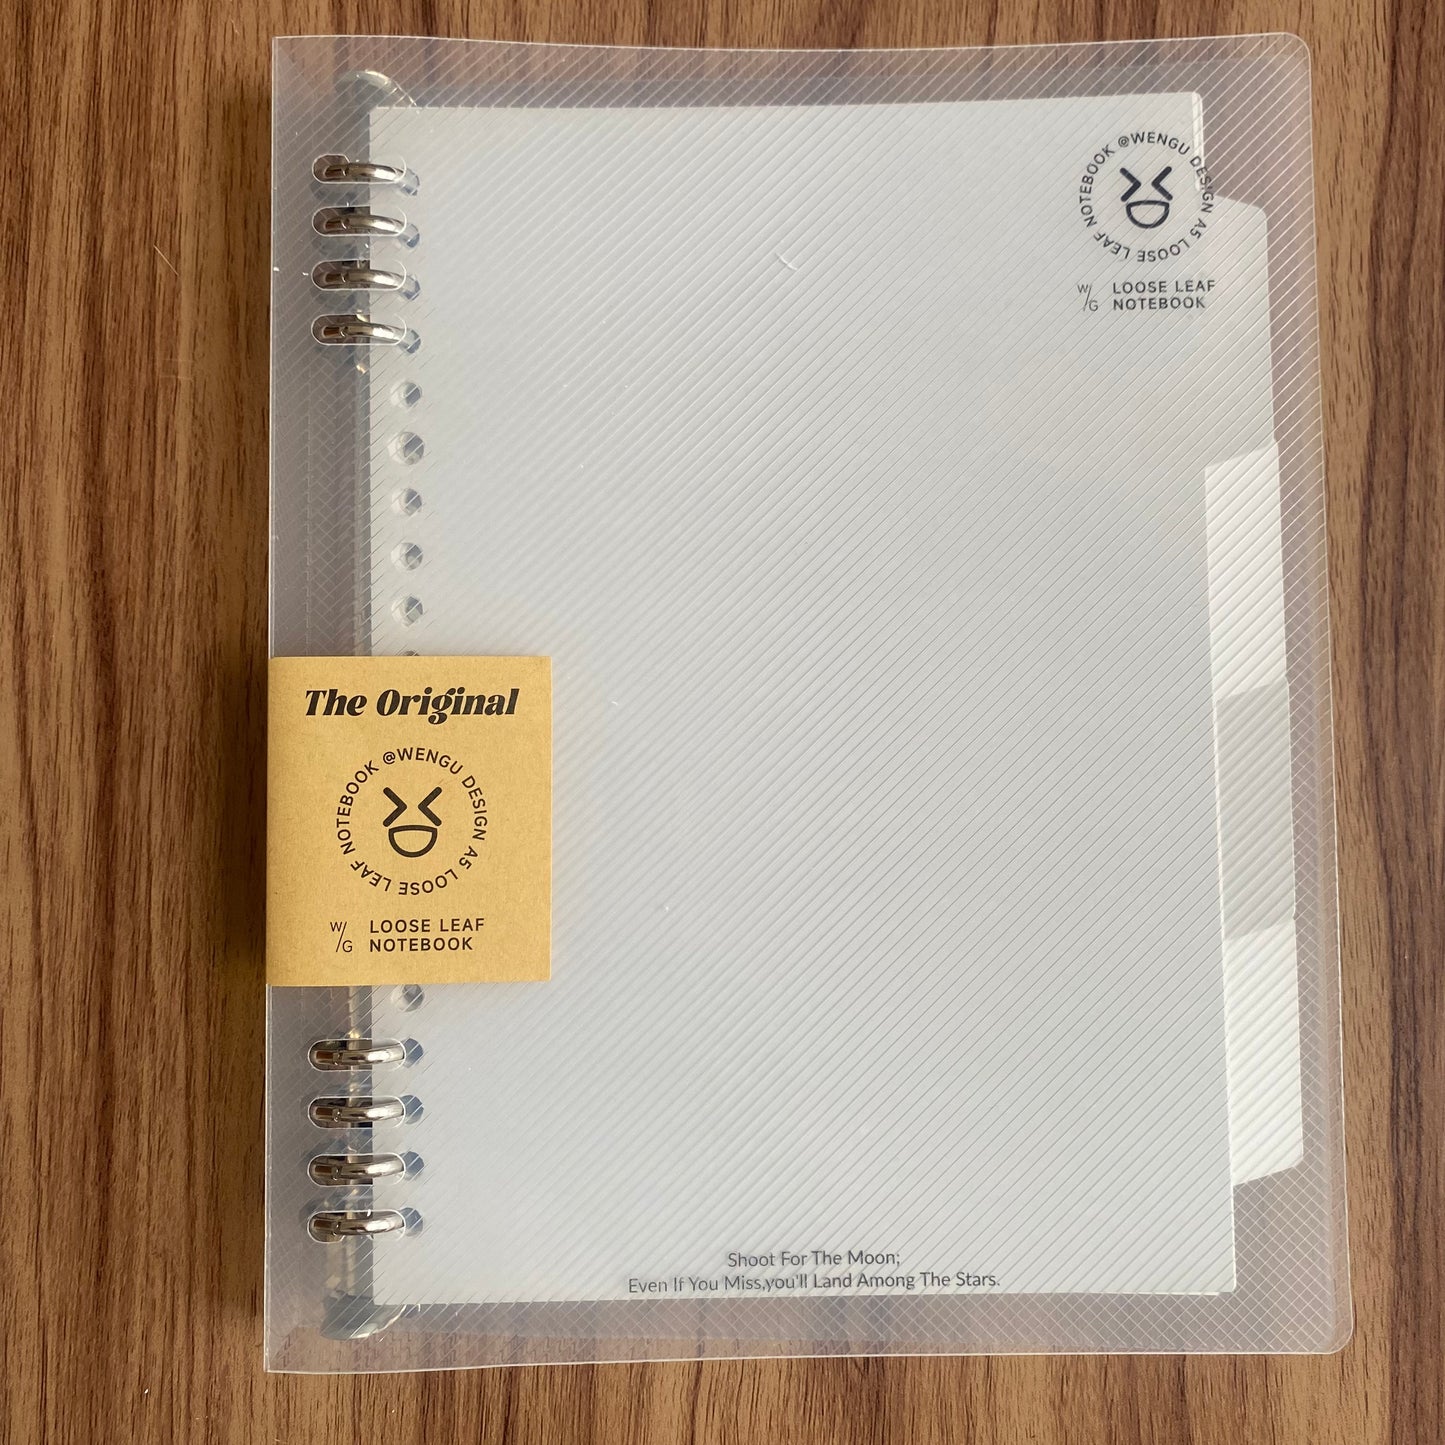 @WENGU DESIGN A5 LOOSE LEAF NOTEBOOK
W/G
LOOSE LEAF
NOTEBOOK
The Original
@WENGU DESIGN A5 LOOSE LEAF NOTEBOOK
W/G
LOOSE LEAF
NOTEBOOK
Shoot For The Moon;
Even If You Miss,you'll Land Among The Stars.